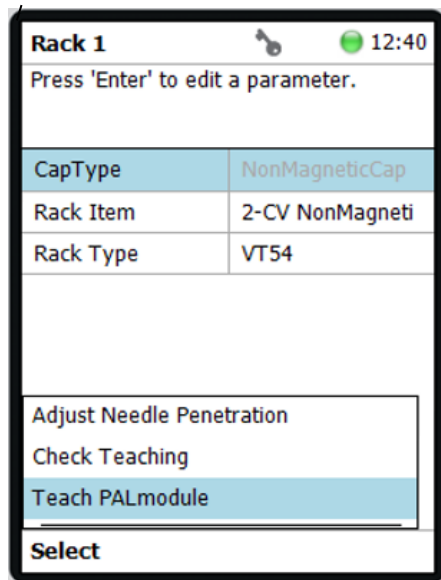 Rack 1 12:40
Press 'Enter' to edit a parameter.
CapType NonMagneticCap
Rack Item 2-CV NonMagneti
Rack Type VT54
Adjust Needle Penetration
Check Teaching
Teach PALmodule
Select